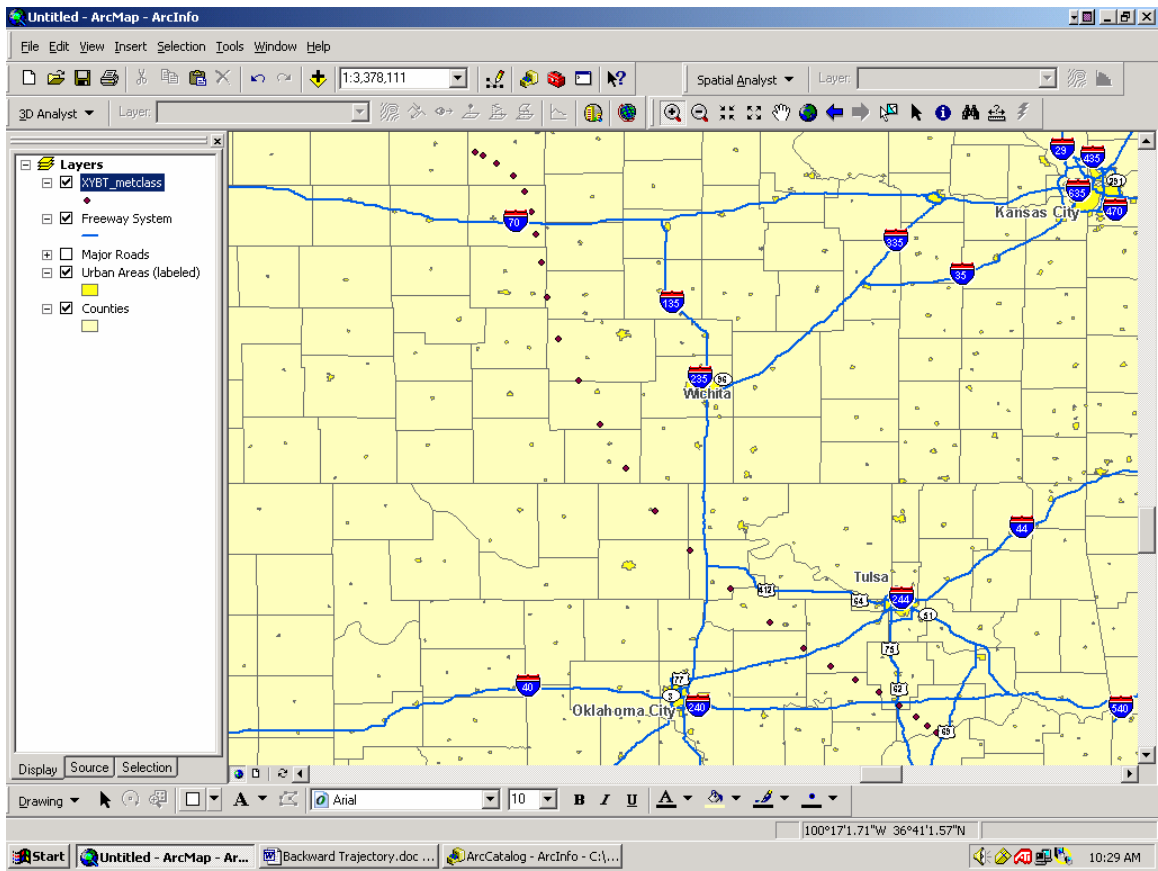 Untitled - ArcMap - ArcInfo
File Edit View Insert Selection Tools Window Help
1:3,378,111
Spatial Analyst
Layer:
3D Analyst
Layer:
Layers
XYBT_metclass
Freeway System
Major Roads
Urban Areas (labeled)
Counties
29
435
291
635
Kansas City
470
70
335
35
135
235
96
Wichita
44
Tulsa
412
64
244
51
75
77
40
3
62
240
Oklahoma City
540
69
Display
Source
Selection
Drawing
A
Arial
10
B I U A
100°17'1.71"W 36°41'1.57"N
Start
Untitled - ArcMap - Ar...
Backward Trajectory.doc ...
ArcCatalog - ArcInfo - C:\...
10:29 AM